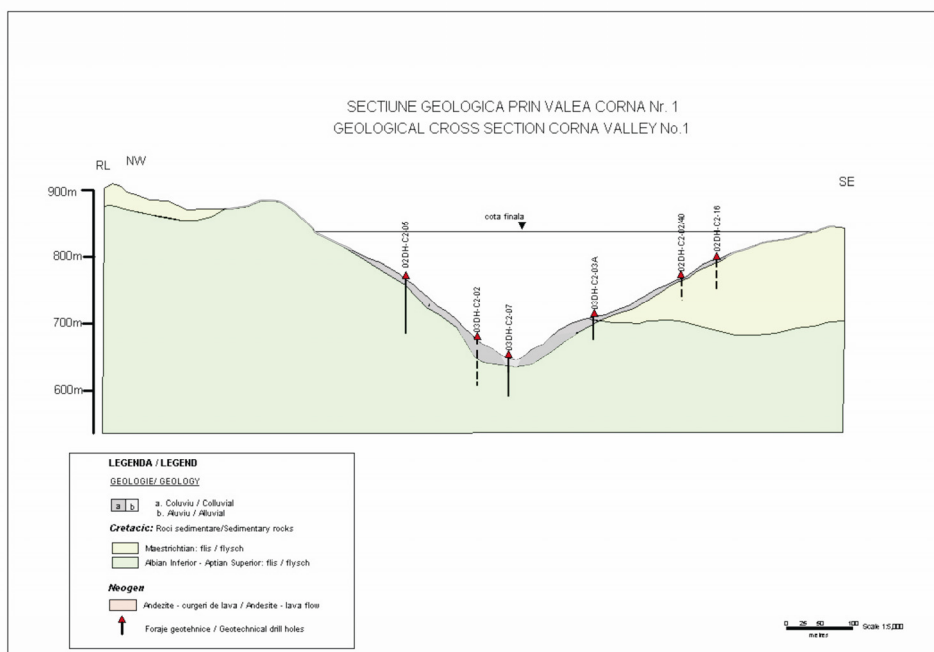 SECTIUNE GEOLOGICA PRIN VALEA CORNA Nr. 1
GEOLOGICAL CROSS SECTION CORNA VALLEY No.1
RL NW
SE
900m
800m
700m
600m
cota finala
02DH-C2-05
03DH-C2-02
03DH-C2-07
03DH-C2-03A
02DH-C2-02/40
02DH-C2-16
LEGENDA / LEGEND
GEOLOGIE/ GEOLOGY
a b
a. Coluviu / Colluvial
b. Aluviu / Alluvial
Cretacic: Roci sedimentare/Sedimentary rocks
Maestrichtian: flis / flysch
Albian Inferior - Aptian Superior: flis / flysch
Neogen
Andezite - curgeri de lava / Andesite - lava flow
Foraje geotehnice / Geotechnical drill holes
0 25 50 100 Scale 1:5,000
metres